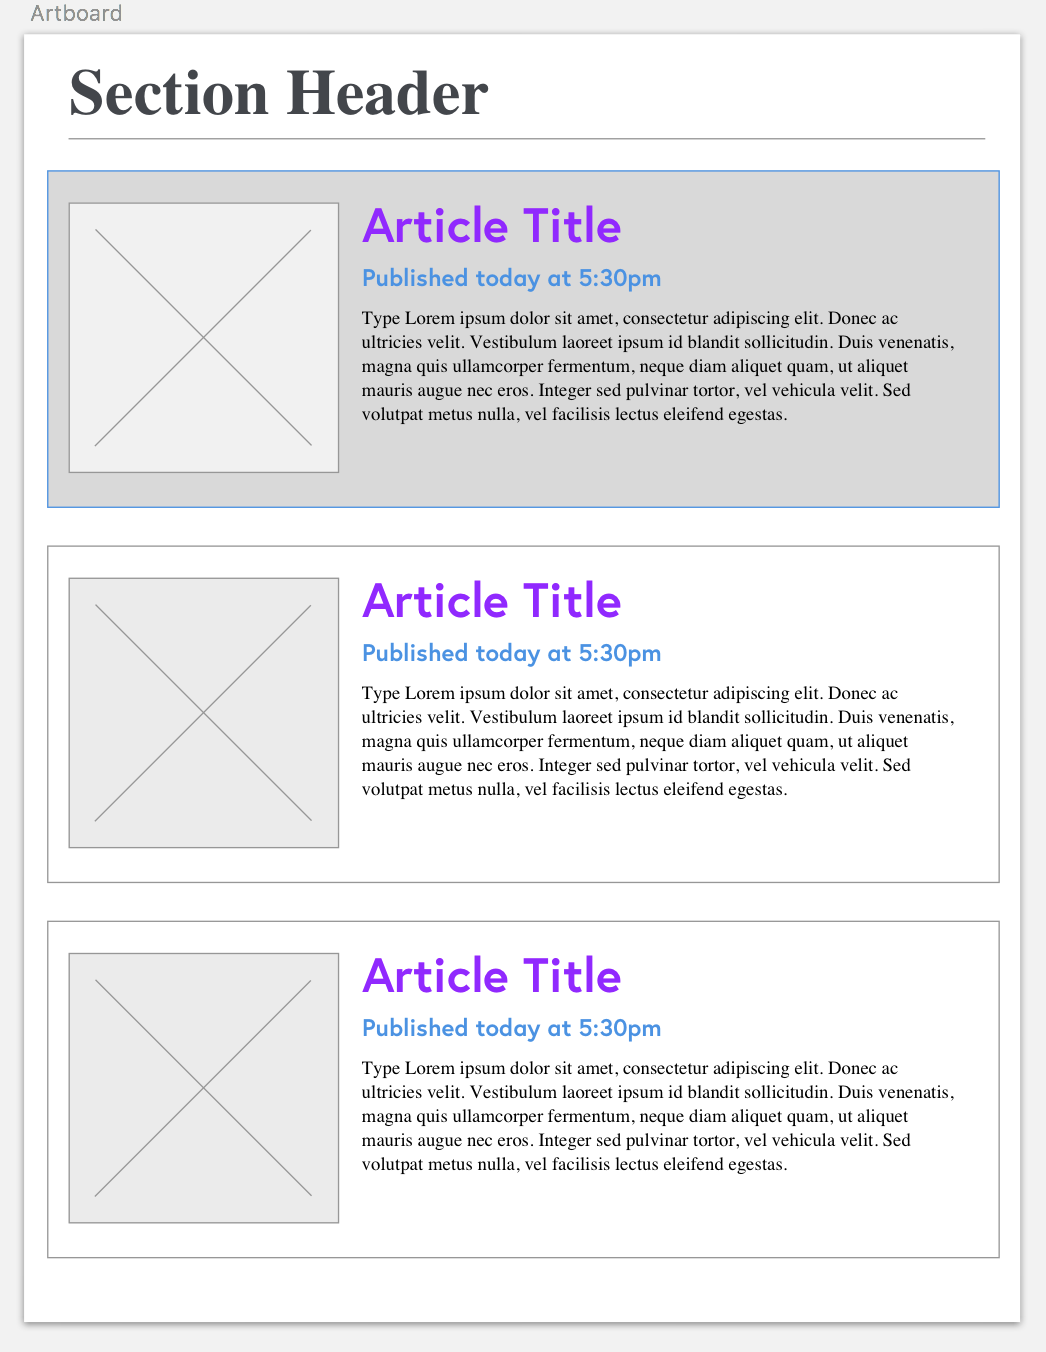 Artboard
Section Header
Article Title
Published today at 5:30pm
Type Lorem ipsum dolor sit amet, consectetur adipiscing elit. Donec ac
ultricies velit. Vestibulum laoreet ipsum id blandit sollicitudin. Duis venenatis,
magna quis ullamcorper fermentum, neque diam aliquet quam, ut aliquet
mauris augue nec eros. Integer sed pulvinar tortor, vel vehicula velit. Sed
volutpat metus nulla, vel facilisis lectus eleifend egestas.
Article Title
Published today at 5:30pm
Type Lorem ipsum dolor sit amet, consectetur adipiscing elit. Donec ac
ultricies velit. Vestibulum laoreet ipsum id blandit sollicitudin. Duis venenatis,
magna quis ullamcorper fermentum, neque diam aliquet quam, ut aliquet
mauris augue nec eros. Integer sed pulvinar tortor, vel vehicula velit. Sed
volutpat metus nulla, vel facilisis lectus eleifend egestas.
Article Title
Published today at 5:30pm
Type Lorem ipsum dolor sit amet, consectetur adipiscing elit. Donec ac
ultricies velit. Vestibulum laoreet ipsum id blandit sollicitudin. Duis venenatis,
magna quis ullamcorper fermentum, neque diam aliquet quam, ut aliquet
mauris augue nec eros. Integer sed pulvinar tortor, vel vehicula velit. Sed
volutpat metus nulla, vel facilisis lectus eleifend egestas.